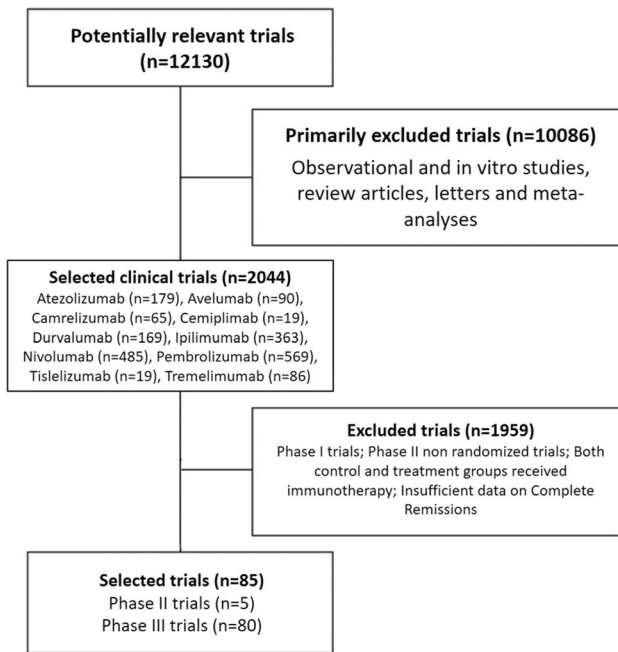 Potentially relevant trials
(n=12130)
Primarily excluded trials (n=10086)
Observational and in vitro studies,
review articles, letters and meta-
analyses
Selected clinical trials (n=2044)
Atezolizumab (n=179), Avelumab (n=90),
Camrelizumab (n=65), Cemiplimab (n=19),
Durvalumab (n=169), Ipilimumab (n=363),
Nivolumab (n=485), Pembrolizumab (n=569),
Tislelizumab (n=19), Tremelimumab (n=86)
Excluded trials (n=1959)
Phase I trials; Phase II non randomized trials; Both
control and treatment groups received
immunotherapy; Insufficient data on Complete
Remissions
Selected trials (n=85)
Phase II trials (n=5)
Phase III trials (n=80)